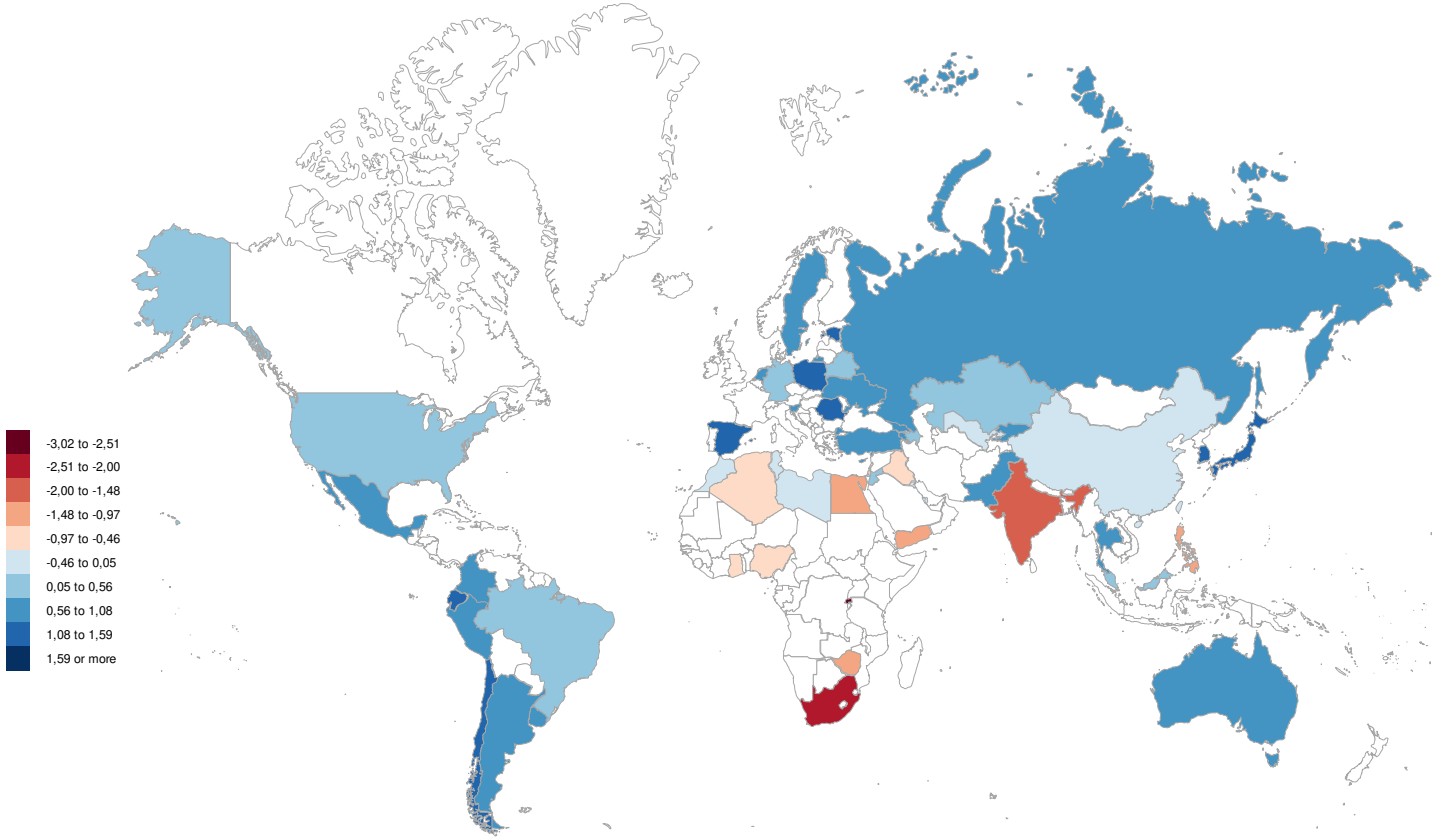 -3,02 to -2,51
-2,51 to -2,00
-2,00 to -1,48
-1,48 to -0,97
-0,97 to -0,46
-0,46 to 0,05
0,05 to 0,56
0,56 to 1,08
1,08 to 1,59
1,59 or more